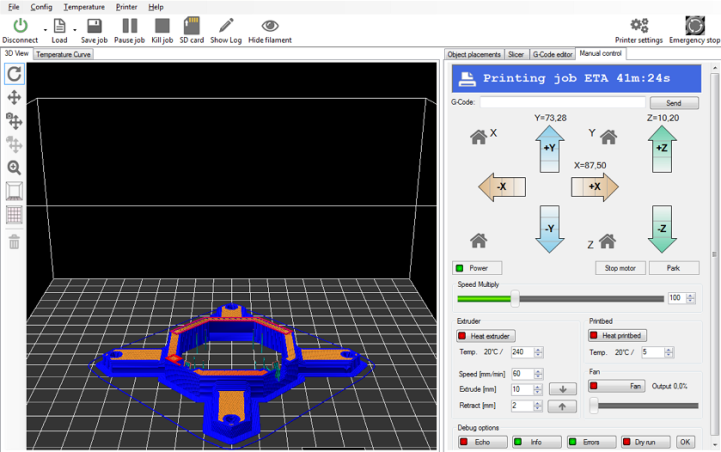 File Config Temperature Printer Help
Disconnect Load Save job Pause job Kill job SD card Show Log Hide filament Printer settings Emergency stop
3D View Temperature Curve Object placements Slicer G-Code editor Manual control
Printing job ETA 41m:24s
G-Code: Send
X Y=73,28 Y Z=10,20
+Y +Z
X=87,50
-X +X
-Y -Z
Z
Power Stop motor Park
Speed Multiply
100
Extruder Printbed
Heat extruder Heat printbed
Temp. 20°C / 240 Temp. 20°C / 5
Speed [mm/min] 60 Fan
Extrude [mm] 10 Fan Output 0,0%
Retract [mm] 2
Debug options
Echo Info Errors Dry run OK